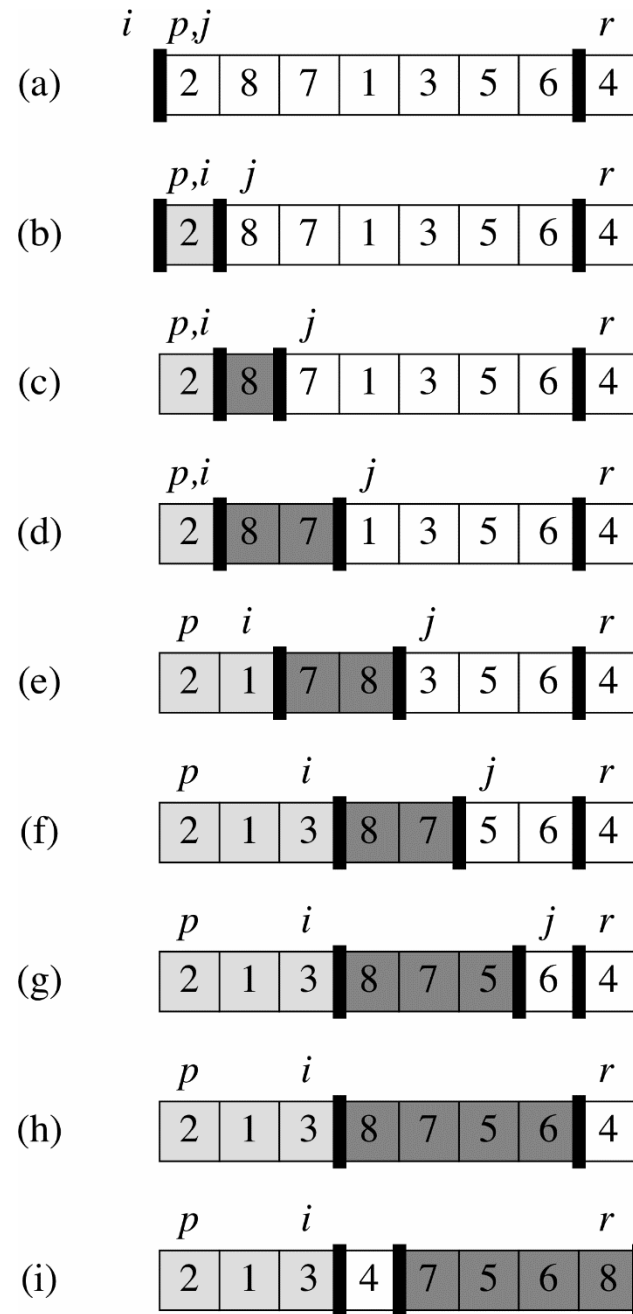 i p,j r
(a) 2 8 7 1 3 5 6 4
p,i j r
(b) 2 8 7 1 3 5 6 4
p,i j r
(c) 2 8 7 1 3 5 6 4
p,i j r
(d) 2 8 7 1 3 5 6 4
p i j r
(e) 2 1 7 8 3 5 6 4
p i j r
(f) 2 1 3 8 7 5 6 4
p i j r
(g) 2 1 3 8 7 5 6 4
p i r
(h) 2 1 3 8 7 5 6 4
p i r
(i) 2 1 3 4 7 5 6 8